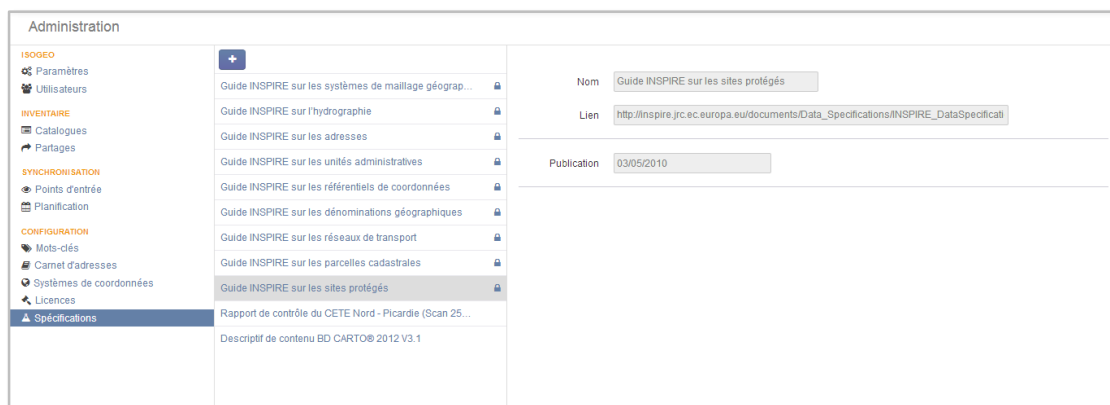 Administration
ISOGEO
Paramètres
Utilisateurs
INVENTAIRE
Catalogues
Partages
SYNCHRONISATION
Points d'entrée
Planification
CONFIGURATION
Mots-clés
Carnet d'adresses
Systèmes de coordonnées
Licences
Spécifications
+
Guide INSPIRE sur les systèmes de maillage géograp...
Guide INSPIRE sur l'hydrographie
Guide INSPIRE sur les adresses
Guide INSPIRE sur les unités administratives
Guide INSPIRE sur les référentiels de coordonnées
Guide INSPIRE sur les dénominations géographiques
Guide INSPIRE sur les réseaux de transport
Guide INSPIRE sur les parcelles cadastrales
Guide INSPIRE sur les sites protégés
Rapport de contrôle du CETE Nord - Picardie (Scan 25...
Descriptif de contenu BD CARTO® 2012 V3.1
Nom Guide INSPIRE sur les sites protégés
Lien http://inspire.jrc.ec.europa.eu/documents/Data_Specifications/INSPIRE_DataSpecificati
Publication 03/05/2010